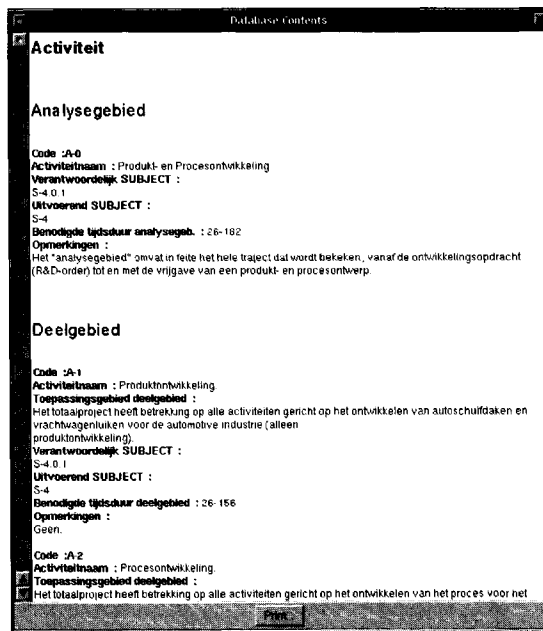 Database Contents
Activiteit
Analysegebied
Code :A-0
Activiteitnaam : Produkt- en Procesontwikkeling
Verantwoordelijk SUBJECT :
S-4.0.1
Uitvoerend SUBJECT :
S-4
Benodigde tijdsduur analysegeb. : 26-182
Opmerkingen :
Het "analysegebied" omvat in feite het hele traject dat wordt bekeken, vanaf de ontwikkelingsopdracht
(R&D-order) tot en met de vrijgave van een produkt- en procesontwerp.
Deelgebied
Code :A-1
Activiteitnaam : Produktontwikkeling.
Toepassingsgebied deelgebied :
Het totaalproject heeft betrekking op alle activiteiten gericht op het ontwikkelen van autoschuifdaken en
vrachtwagenluiken voor de automotive industrie (alleen
produktontwikkeling).
Verantwoordelijk SUBJECT :
S-4.0.1
Uitvoerend SUBJECT :
S-4
Benodigde tijdsduur deelgebied : 26-156
Opmerkingen :
Geen.
Code :A-2
Activiteitnaam : Procesontwikkeling.
Toepassingsgebied deelgebied :
Het totaalproject heeft betrekking op alle activiteiten gericht op het ontwikkelen van het proces voor het
Print